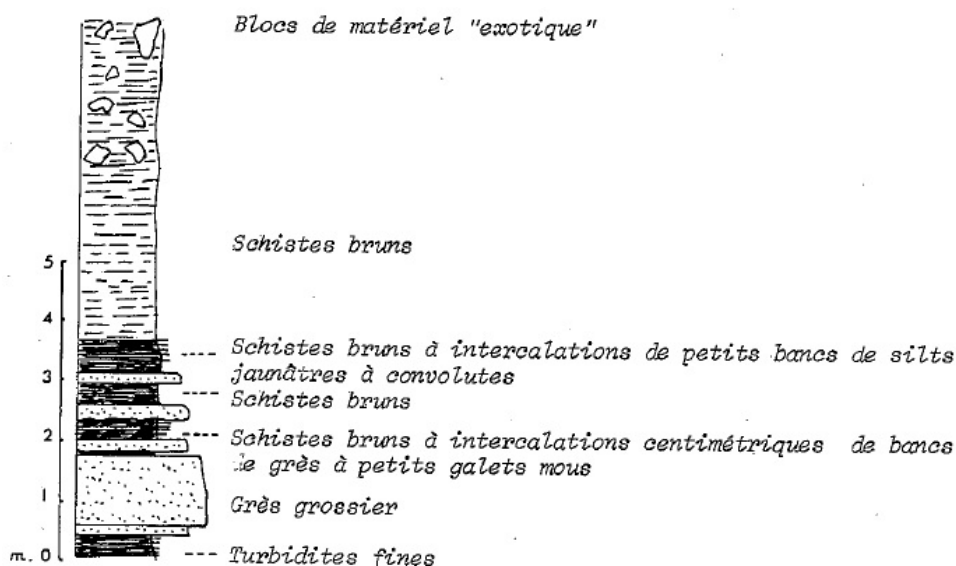 Blocs de matériel "exotique"
Schistes bruns
5
4
Schistes bruns à intercalations de petits bancs de silts
jaunâtres à convolutes
3
Schistes bruns
2
Schistes bruns à intercalations centimétriques de bancs
de grès à petits galets mous
1
Grès grossier
m. 0
Turbidites fines